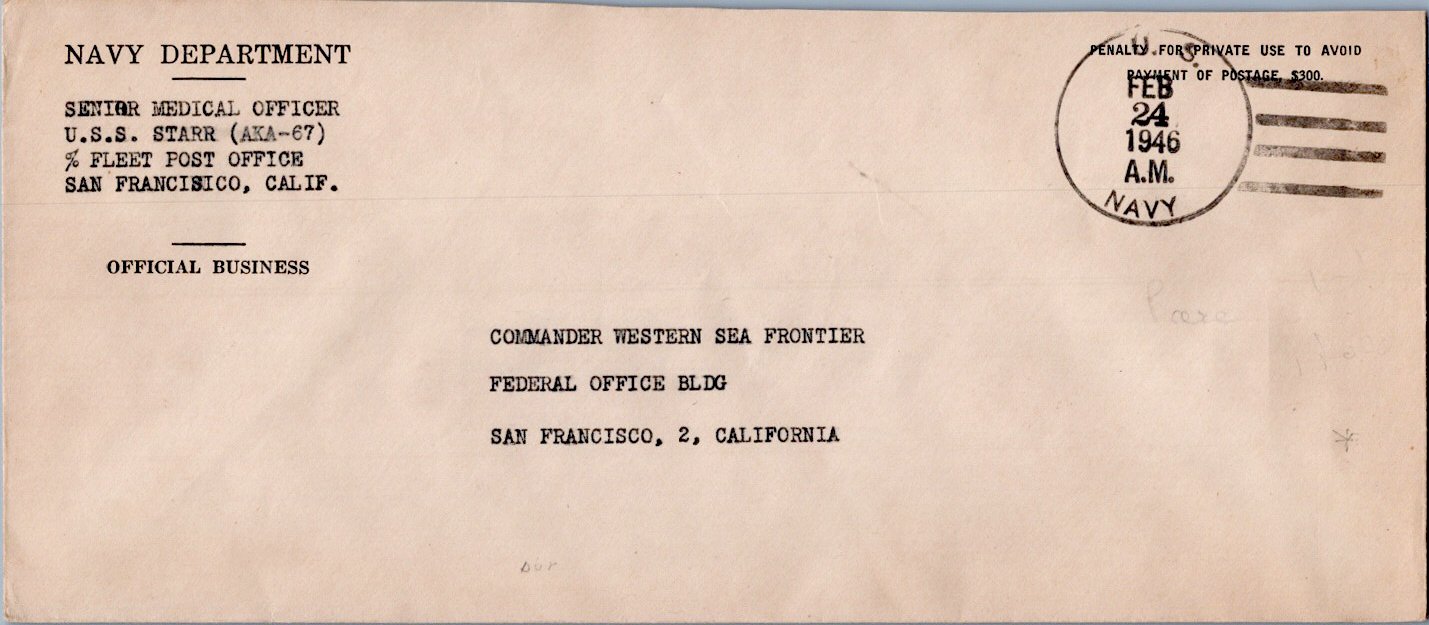 NAVY DEPARTMENT
SENIOR MEDICAL OFFICER
U.S.S. STARR (AKA-67)
% FLEET POST OFFICE
SAN FRANCISICO, CALIF.
OFFICIAL BUSINESS
PENALTY FOR PRIVATE USE TO AVOID
PAYMENT OF POSTAGE, $300.
U. S.
FEB
24
1946
A.M.
NAVY
COMMANDER WESTERN SEA FRONTIER
FEDERAL OFFICE BLDG
SAN FRANCISCO, 2, CALIFORNIA